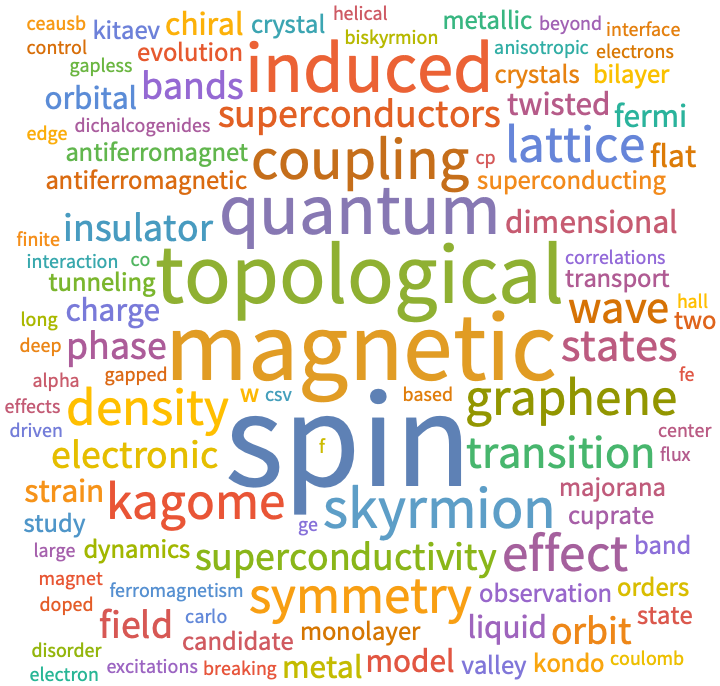 ceausb kitaev chiral crystal helical metallic beyond interface
control evolution biskyrmion anisotropic electrons
gapless bands induced crystals bilayer
orbital superconductors twisted fermi
edge dichalcogenides lattice flat
antiferromagnet coupling cp
antiferromagnetic superconducting
insulator quantum dimensional
finite
interaction co topological correlations
tunneling transport
long charge wave hall
two
deep phase magnetic states
alpha gapped fe
effects density w csv based graphene
driven center
electronic spin f transition flux
strain kagome skyrmion majorana
study ge cuprate
large dynamics superconductivity effect band
magnet ferromagnetism symmetry observation orders
doped carlo state
field candidate monolayer liquid orbit
disorder
electron excitations breaking metal model valley kondo coulomb